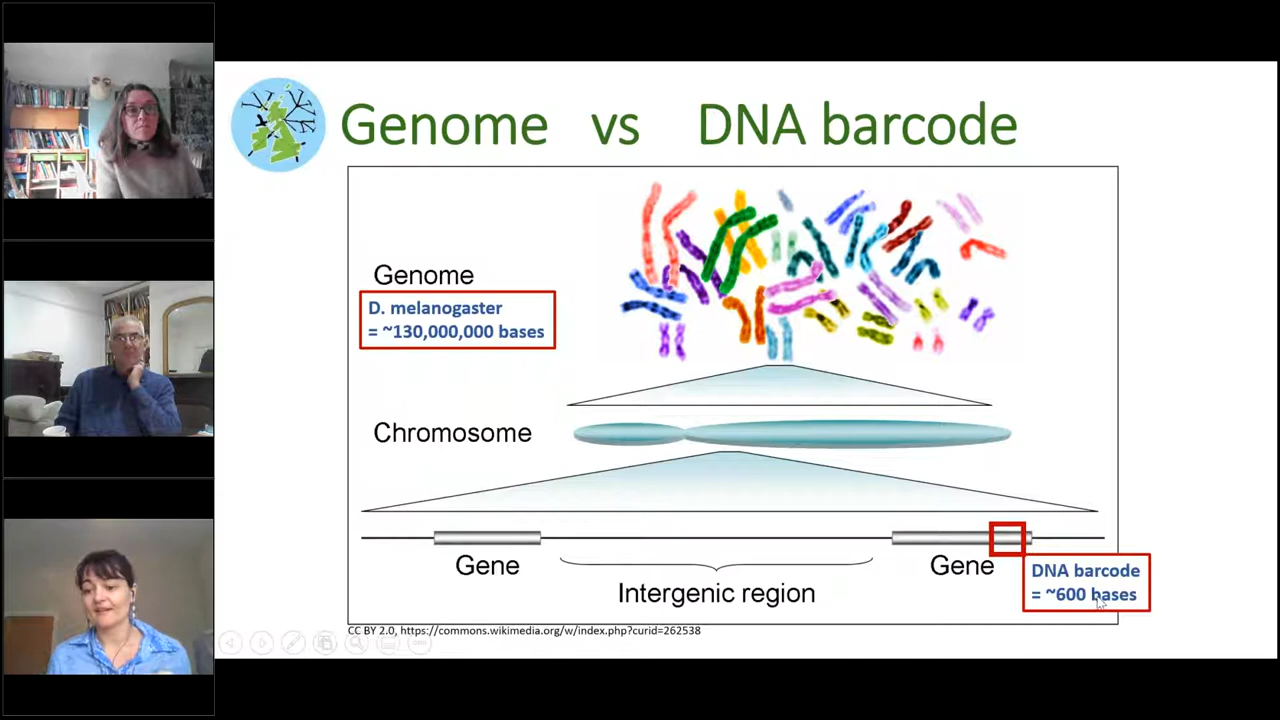 Genome vs DNA barcode
Genome
D. melanogaster
= ~130,000,000 bases
Chromosome
Gene
Gene
Intergenic region
DNA barcode
= ~600 bases
CC BY 2.0, https://commons.wikimedia.org/w/index.php?curid=262538